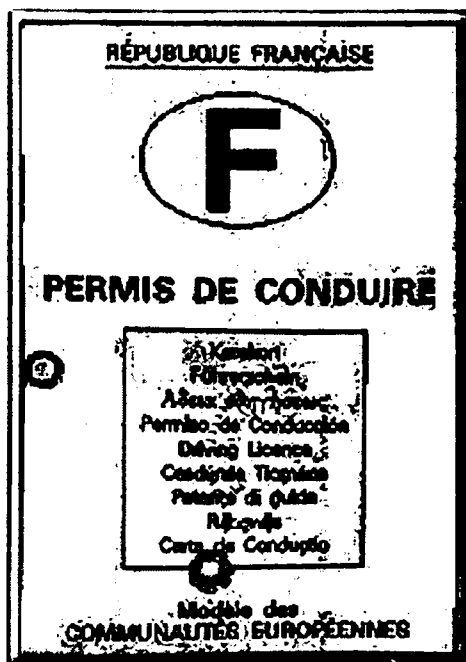 RÉPUBLIQUE FRANÇAISE
F
PERMIS DE CONDUIRE
Kørekort
Führerschein
Permiso de Conducción
Driving Licence
Ceadúnas Tiomána
Patente di guida
Rijbewijs
Carta de Condução
Modèle des
COMMUNAUTÉS EUROPÉENNES